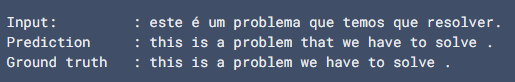 Input:         : este é um problema que temos que resolver.
Prediction     : this is a problem that we have to solve .
Ground truth   : this is a problem we have to solve .